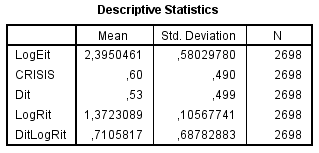 Descriptive Statistics
Mean Std. Deviation N
LogEit 2,3950461 ,58029780 2698
CRISIS ,60 ,490 2698
Dit ,53 ,499 2698
LogRit 1,3723089 ,10567741 2698
DitLogRit ,7105817 ,68782883 2698